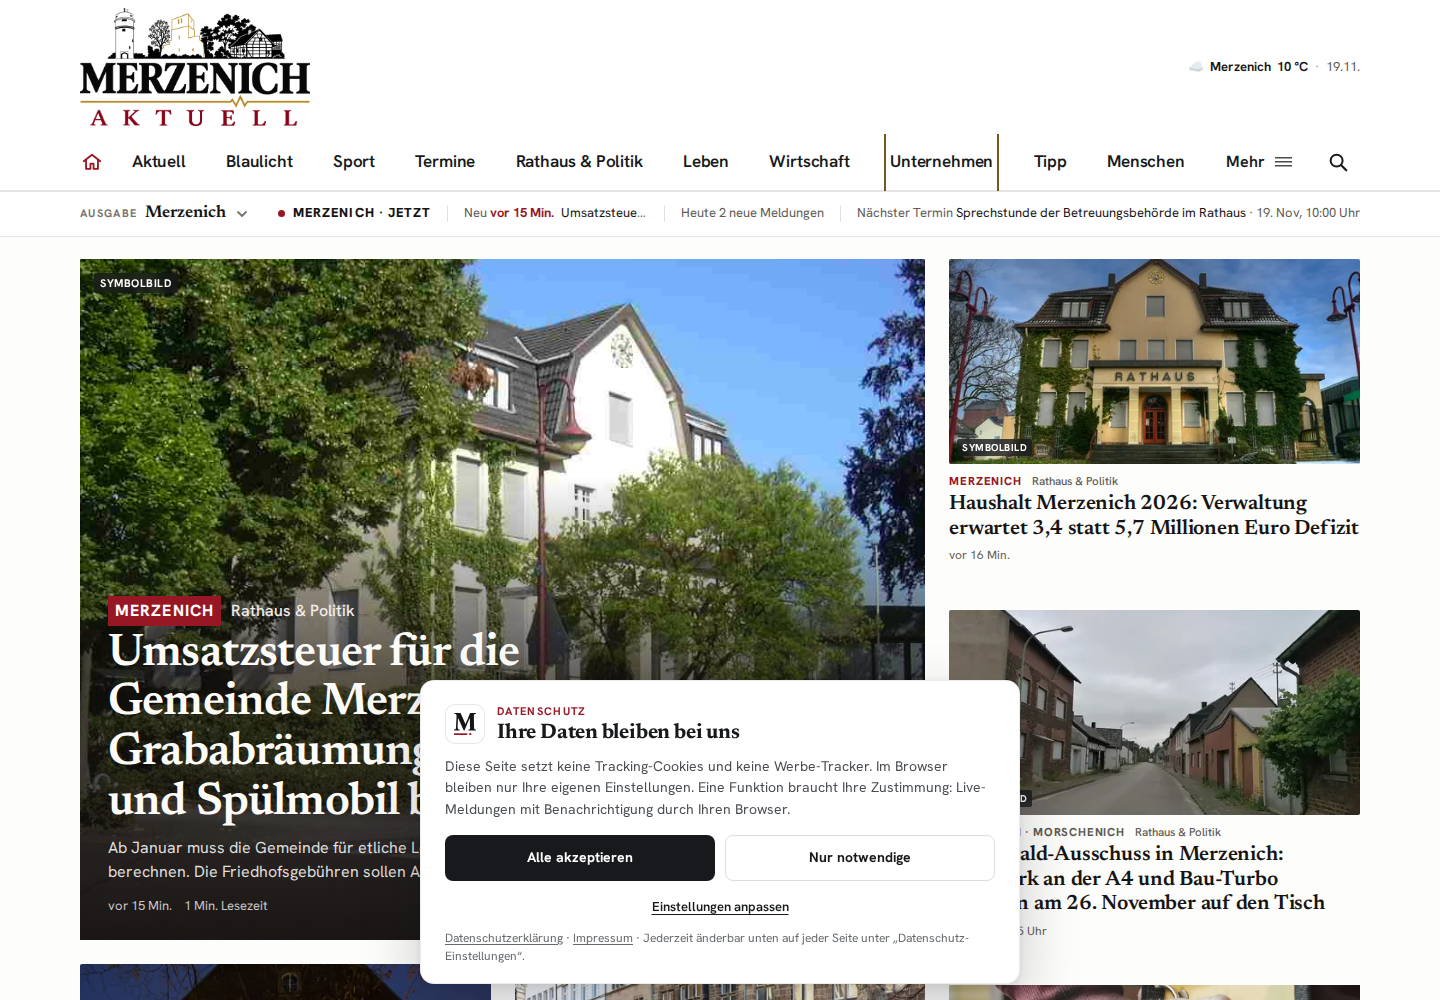 MERZENICH
AKTUELL
Merzenich 10 °C · 19.11.
Aktuell Blaulicht Sport Termine Rathaus & Politik Leben Wirtschaft Unternehmen Tipp Menschen Mehr
AUSGABE Merzenich
MERZENICH · JETZT
Neu vor 15 Min. Umsatzsteue...
Heute 2 neue Meldungen
Nächster Termin Sprechstunde der Betreuungsbehörde im Rathaus · 19. Nov, 10:00 Uhr
SYMBOLBILD
MERZENICH Rathaus & Politik
Umsatzsteuer für die
Gemeinde Merz
Grababräumung
und Spülmobil
Ab Januar muss die Gemeinde für etliche
berechnen. Die Friedhofsgebühren sollen
vor 15 Min. 1 Min. Lesezeit
RATHAUS
SYMBOLBILD
MERZENICH Rathaus & Politik
Haushalt Merzenich 2026: Verwaltung
erwartet 3,4 statt 5,7 Millionen Euro Defizit
vor 16 Min.
· MORSCHENICH Rathaus & Politik
ald-Ausschuss in Merzenich:
rk an der A4 und Bau-Turbo
n am 26. November auf den Tisch
Uhr
M
DATENSCHUTZ
Ihre Daten bleiben bei uns
Diese Seite setzt keine Tracking-Cookies und keine Werbe-Tracker. Im Browser
bleiben nur Ihre eigenen Einstellungen. Eine Funktion braucht Ihre Zustimmung: Live-
Meldungen mit Benachrichtigung durch Ihren Browser.
Alle akzeptieren
Nur notwendige
Einstellungen anpassen
Datenschutzerklärung · Impressum · Jederzeit änderbar unten auf jeder Seite unter „Datenschutz-
Einstellungen“.